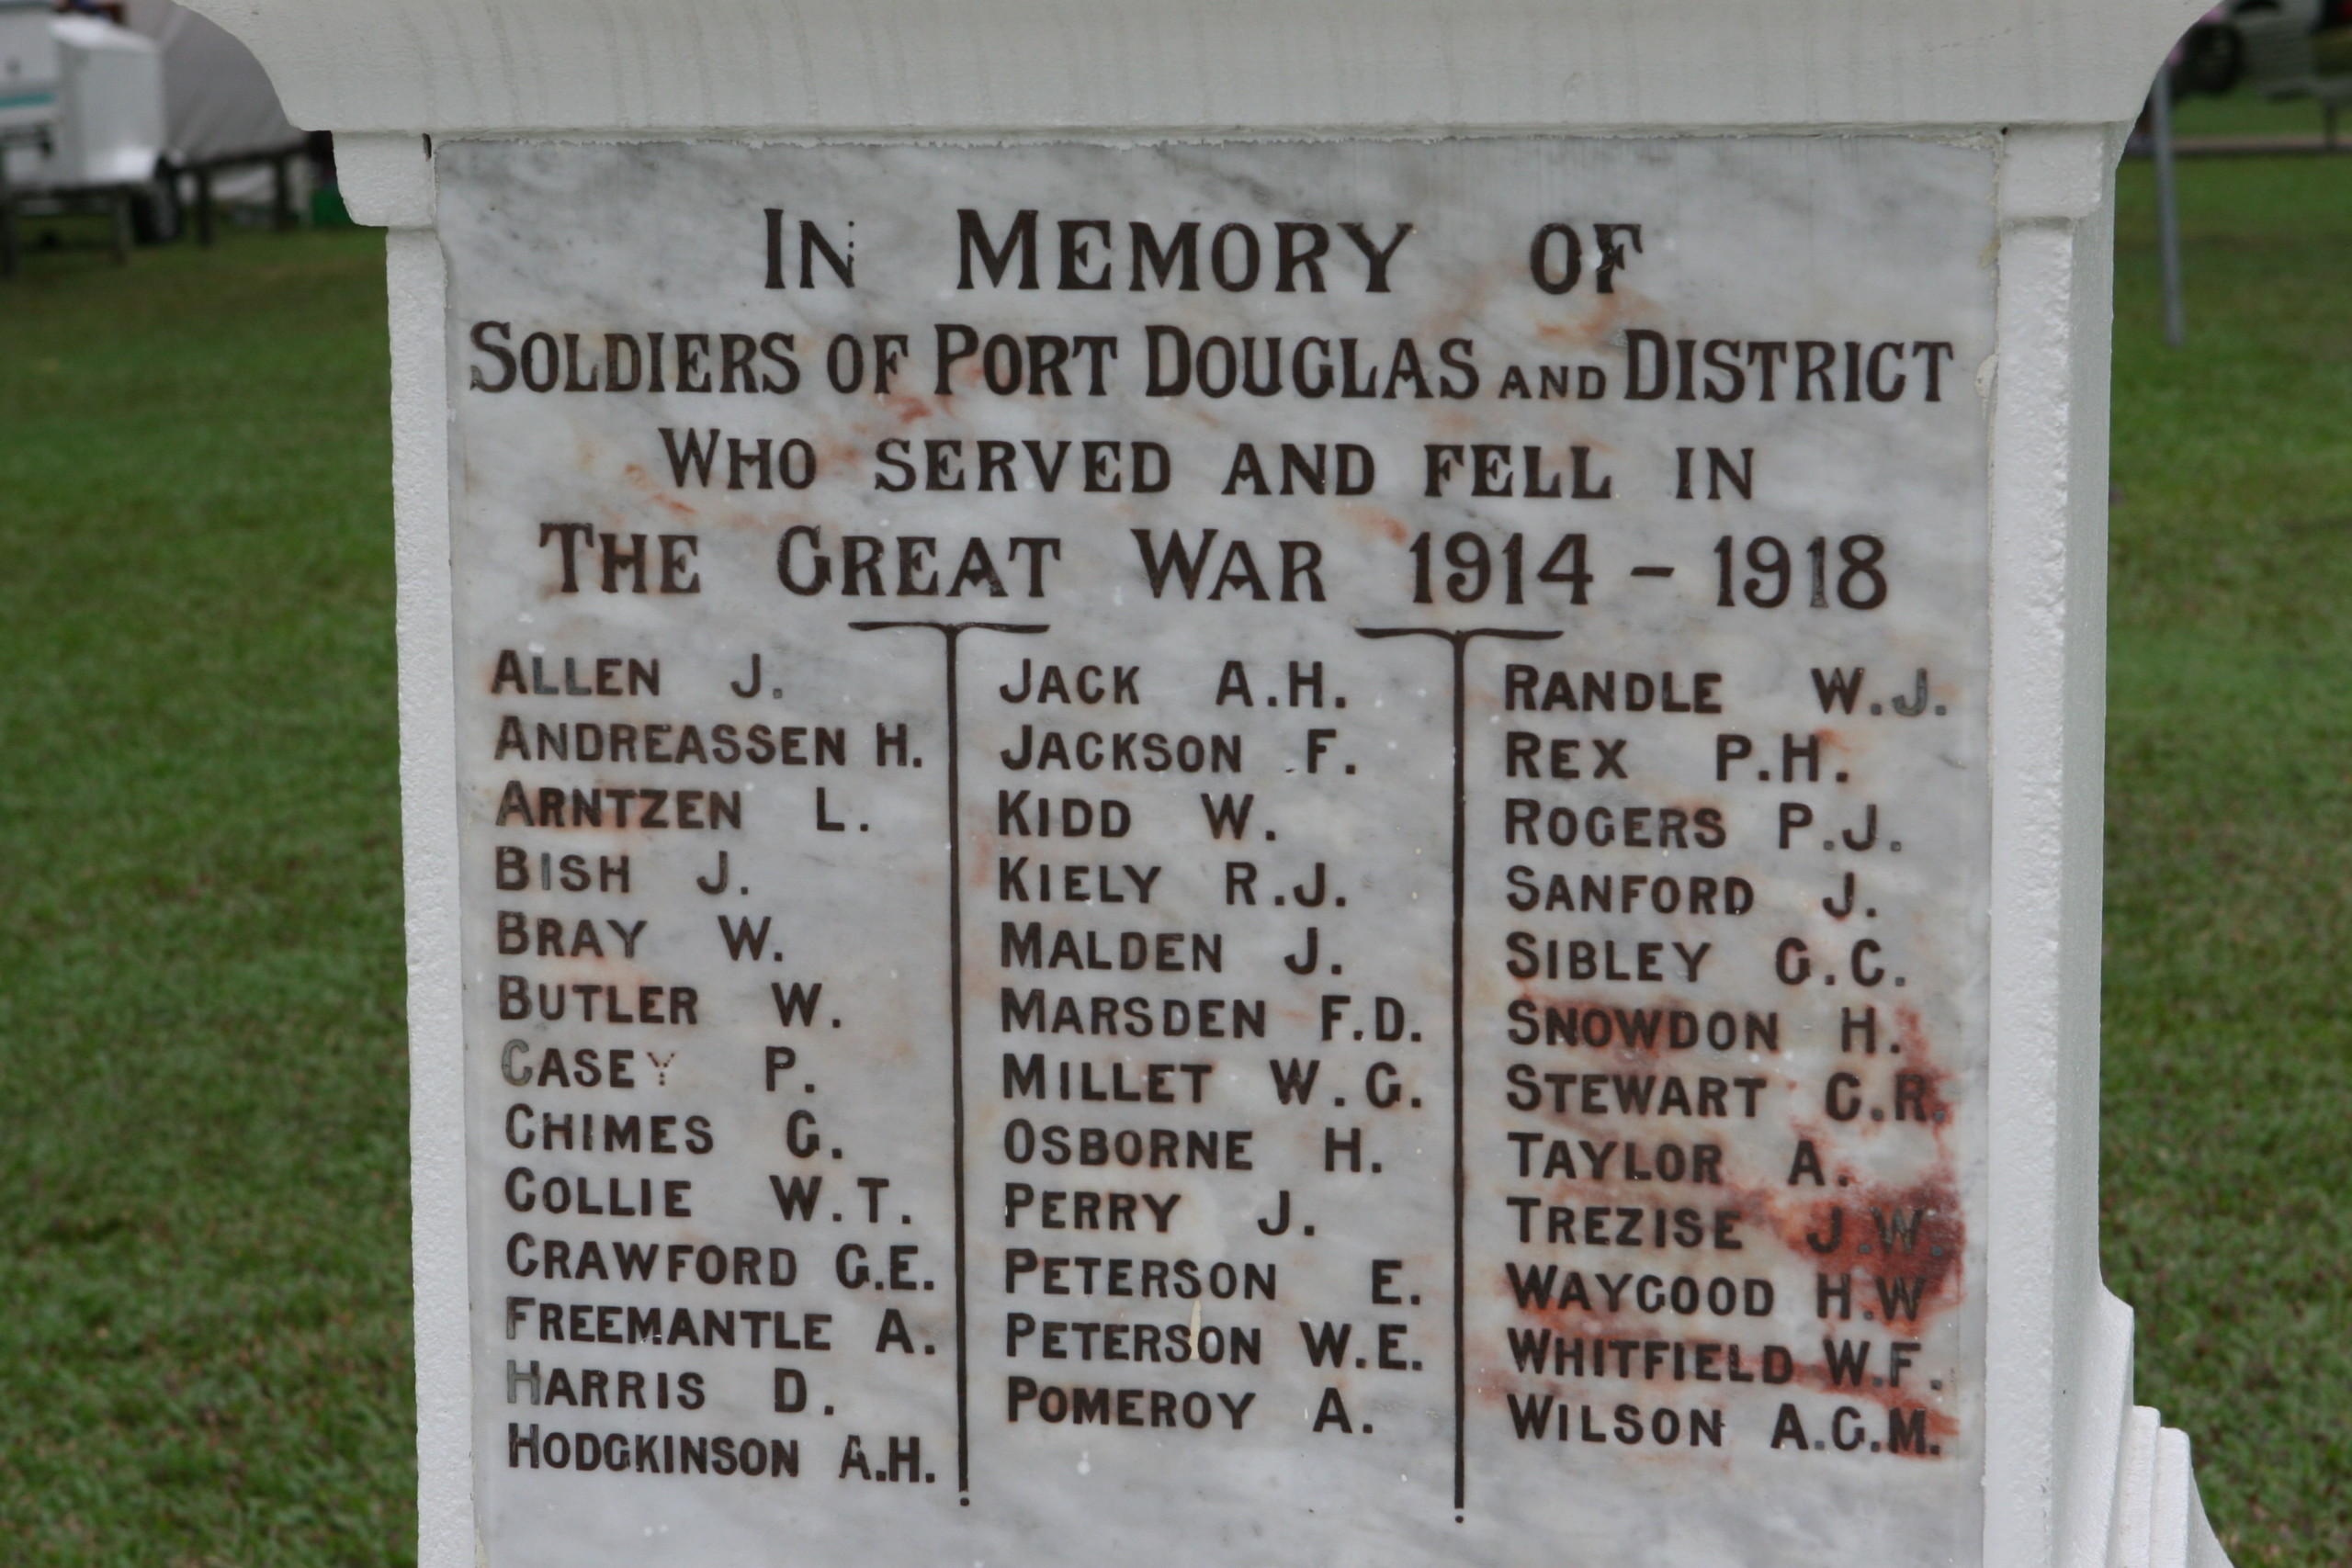 IN MEMORY OF
SOLDIERS OF PORT DOUGLAS AND DISTRICT
WHO SERVED AND FELL IN
THE GREAT WAR 1914 - 1918
ALLEN J.
ANDREASSEN H.
ARNTZEN L.
BISH J.
BRAY W.
BUTLER W.
CASEY P.
CHIMES G.
COLLIE W.T.
CRAWFORD G.E.
FREEMANTLE A.
HARRIS D.
HODGKINSON A.H.
JACK A.H.
JACKSON F.
KIDD W.
KIELY R.J.
MALDEN J.
MARSDEN F.D.
MILLET W.G.
OSBORNE H.
PERRY J.
PETERSON E.
PETERSON W.E.
POMEROY A.
RANDLE W.J.
REX P.H.
ROGERS P.J.
SANFORD J.
SIBLEY G.C.
SNOWDON H.
STEWART G.R.
TAYLOR A.
TREZISE J.W.
WAYGOOD H.W
WHITFIELD W.F.
WILSON A.G.M.